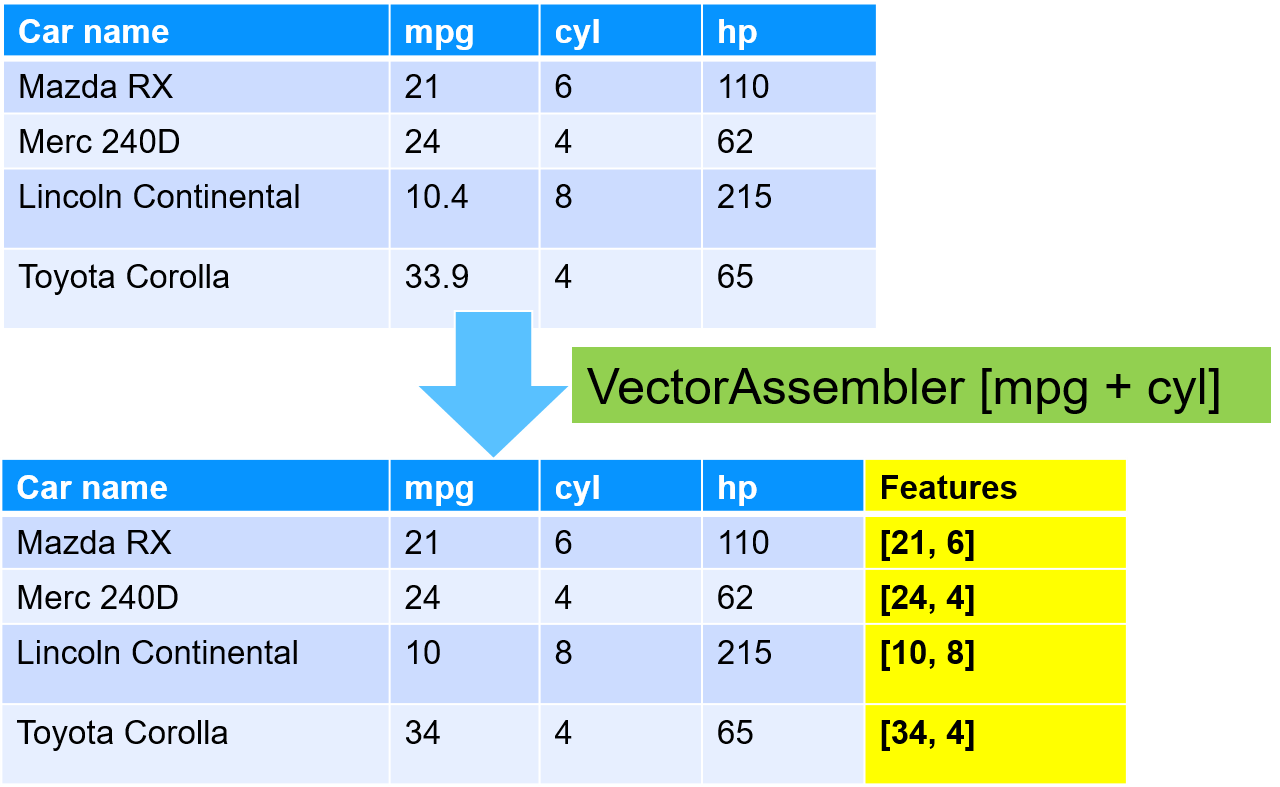 Car name mpg cyl hp
Mazda RX 21 6 110
Merc 240D 24 4 62
Lincoln Continental 10.4 8 215
Toyota Corolla 33.9 4 65
VectorAssembler [mpg + cyl]
Car name mpg cyl hp Features
Mazda RX 21 6 110 [21, 6]
Merc 240D 24 4 62 [24, 4]
Lincoln Continental 10 8 215 [10, 8]
Toyota Corolla 34 4 65 [34, 4]